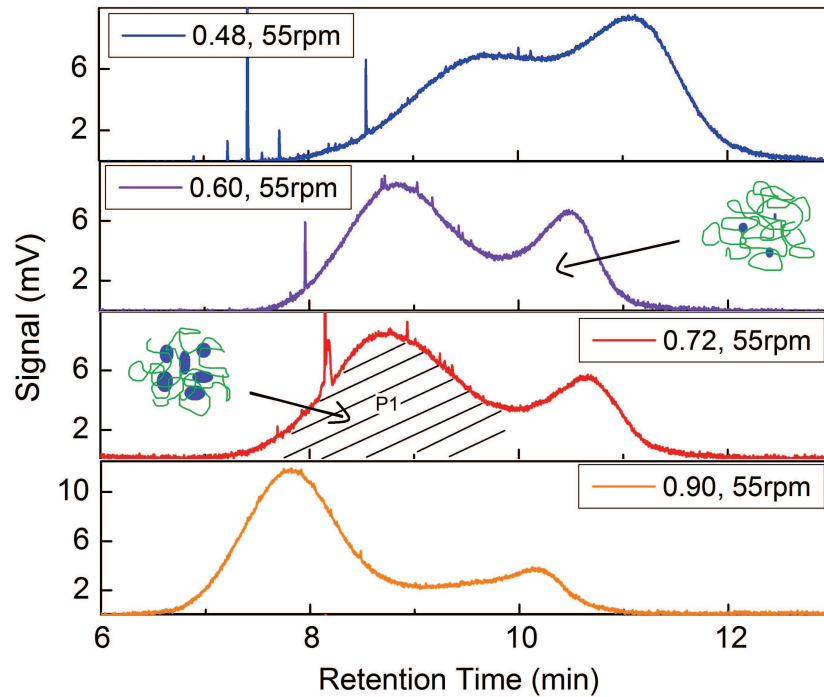 0.48, 55rpm
6
2
0.60, 55rpm
6
2
0.72, 55rpm
6
2
P1
0.90, 55rpm
10
6
2
6 8 10 12
Signal (mV)
Retention Time (min)